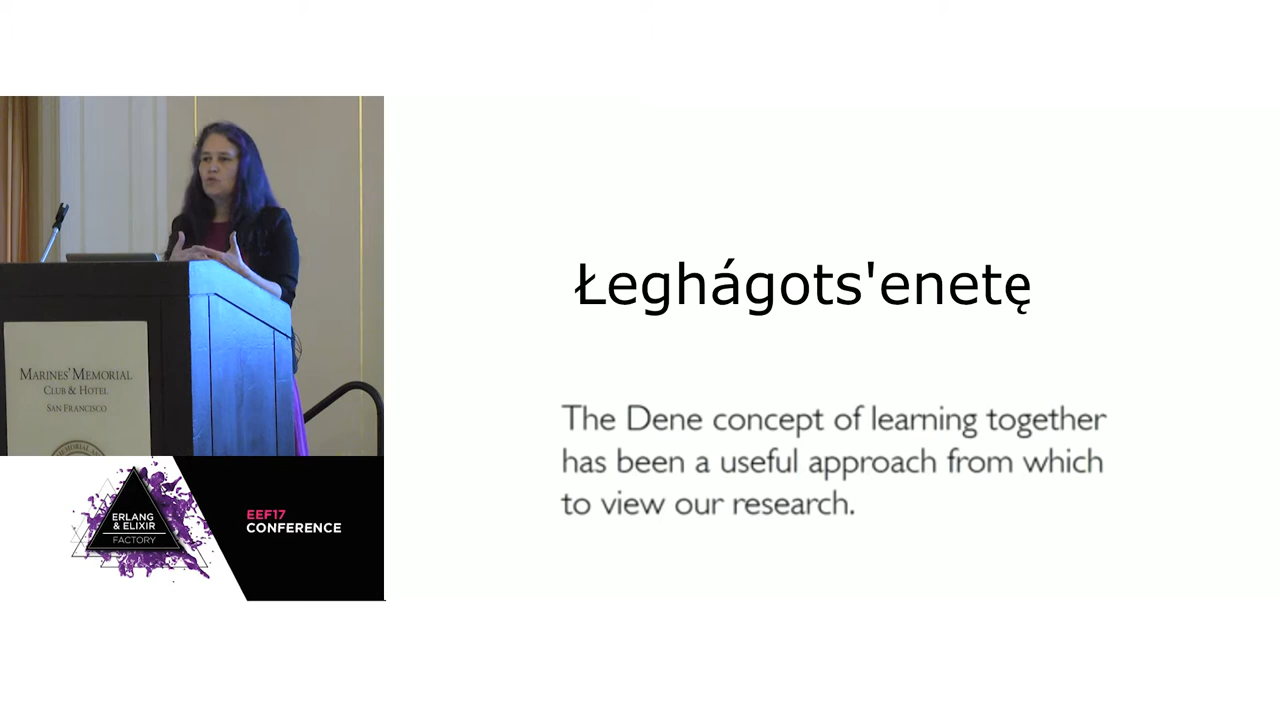 Łeghágots'enetę
The Dene concept of learning together
has been a useful approach from which
to view our research.
MARINES' MEMORIAL
CLUB & HOTEL
SAN FRANCISCO
ERLANG
& ELIXIR
FACTORY
EEF17
CONFERENCE